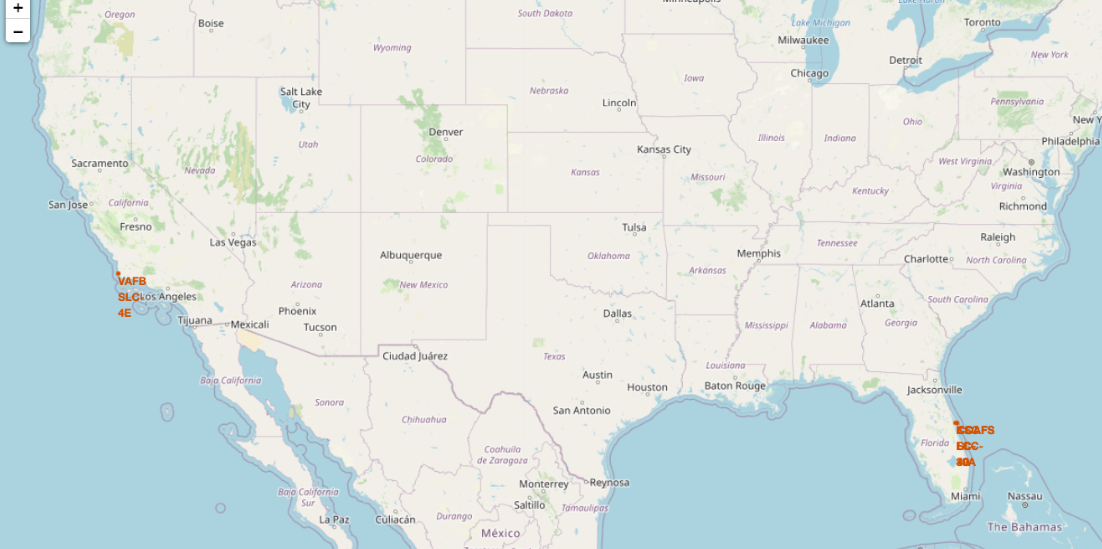 +
−
Oregon
Boise
South Dakota
Minneapolis
Lake Michigan
Lake Huron
Toronto
Wyoming
Milwaukee
New York
Detroit
Chicago
Salt Lake
City
Iowa
Nebraska
Lincoln
Pennsylvania
New Y
Ohio
Illinois
Indiana
Philadelphia
Denver
Utah
Colorado
Kansas City
Sacramento
Nevada
Kansas
Missouri
West Virginia
Washington
Virginia
Kentucky
San Jose
California
Richmond
Fresno
Las Vegas
Tulsa
Raleigh
Tennessee
Albuquerque
Oklahoma
Memphis
Charlotte
North Carolina
Arkansas
VAFB
SLC-
4E
Los Angeles
Arizona
New Mexico
South Carolina
Atlanta
Phoenix
Dallas
Tijuana
Mexicali
Tucson
Mississippi
Alabama
Georgia
Ciudad Juárez
Texas
Louisiana
Baja California
Austin
Houston
Baton Rouge
Jacksonville
Sonora
San Antonio
Chihuahua
Florida
Coahuila
de Zaragoza
Monterrey
Reynosa
Baja California
Sur
Saltillo
Miami
Nassau
Durango
Tamaulipas
La Paz
Culiacán
México
The Bahamas